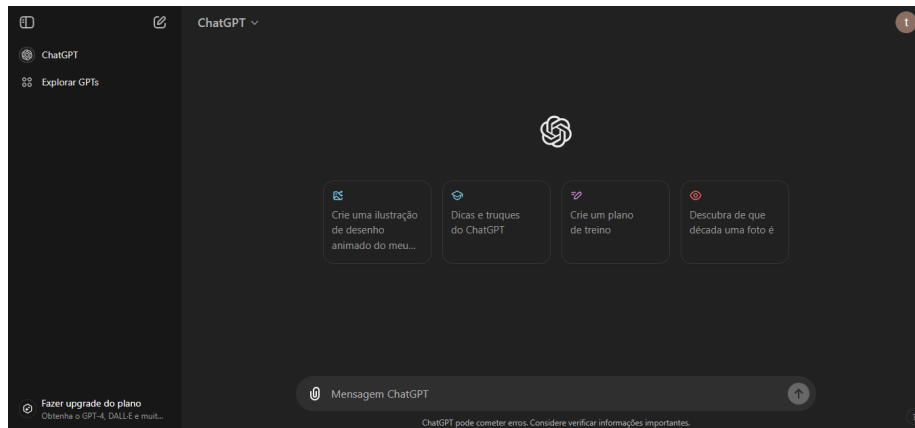 ChatGPT
ChatGPT
Explorar GPTs
Crie uma ilustração
de desenho
animado do meu...
Dicas e truques
do ChatGPT
Crie um plano
de treino
Descubra de que
década uma foto é
Fazer upgrade do plano
Obtenha o GPT-4, DALL·E e muit...
Mensagem ChatGPT
ChatGPT pode cometer erros. Considere verificar informações importantes.
t
?